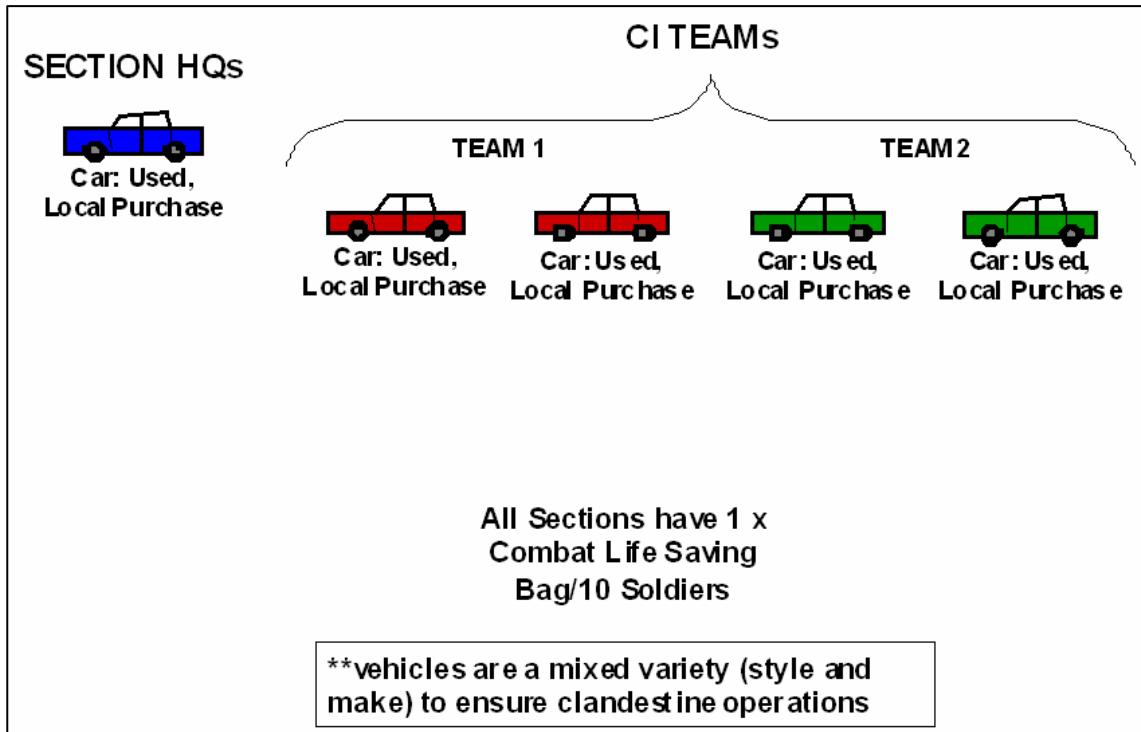 SECTION HQs
Car: Used,
Local Purchase
CI TEAMs
TEAM 1
Car: Used,
Local Purchase
Car: Used,
Local Purchase
TEAM 2
Car: Used,
Local Purchase
Car: Used,
Local Purchase
All Sections have 1 x
Combat Life Saving
Bag/10 Soldiers
**vehicles are a mixed variety (style and
make) to ensure clandestine operations